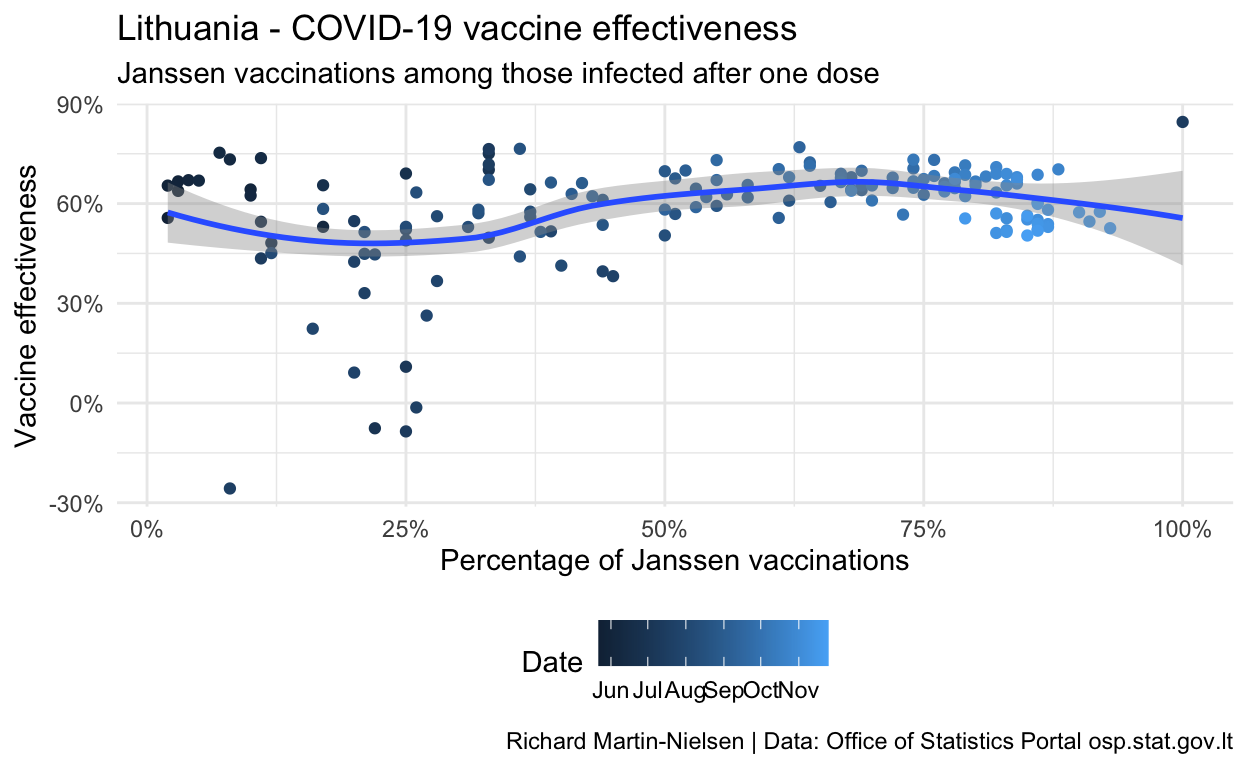 Lithuania - COVID-19 vaccine effectiveness
Janssen vaccinations among those infected after one dose
90%
60%
30%
0%
-30%
Vaccine effectiveness
0% 25% 50% 75% 100%
Percentage of Janssen vaccinations
Date
Jun Jul Aug Sep Oct Nov
Richard Martin-Nielsen | Data: Office of Statistics Portal osp.stat.gov.lt